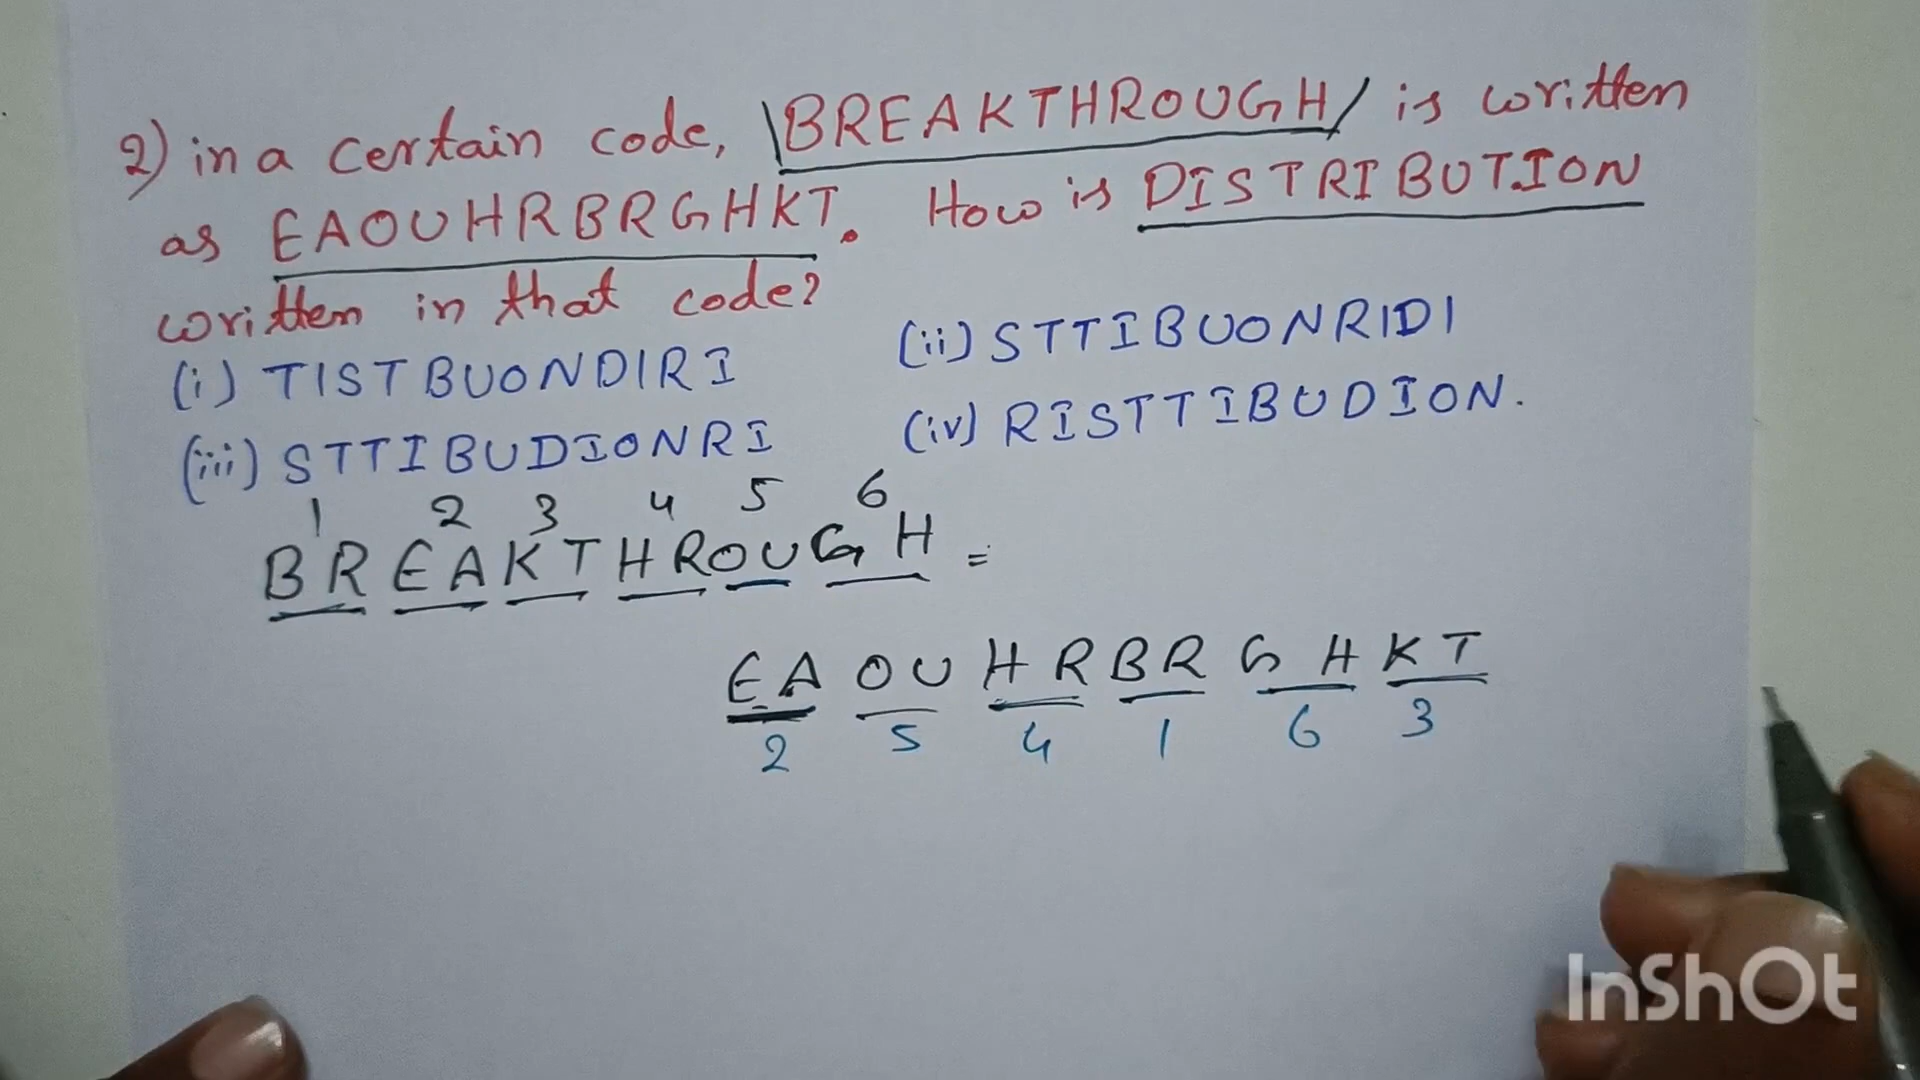 2) in a certain code, \BREAKTHROUGH/ is written
as EAOUHRBRGHKT. How is DISTRIBUTION
written in that code?
(i) TISTBUONDIRI (ii) STTIBUONRIDI
(iii) STTIBUDIONRI (iv) RISTTIBUDION.
1 2 3 4 5 6
BREAKTHROUGH =
EA OU HR BR GH KT
2 5 4 1 6 3
InShOt